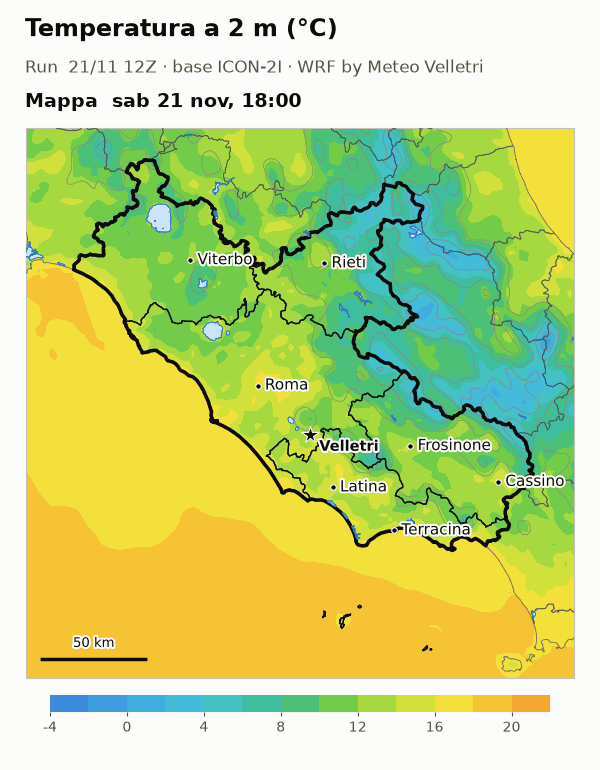 Temperatura a 2 m (°C)
Run  21/11 12Z · base ICON-2I · WRF by Meteo Velletri
Mappa  sab 21 nov, 18:00
Viterbo
Rieti
Roma
Velletri
Frosinone
Cassino
Latina
Terracina
50 km
-4 0 4 8 12 16 20